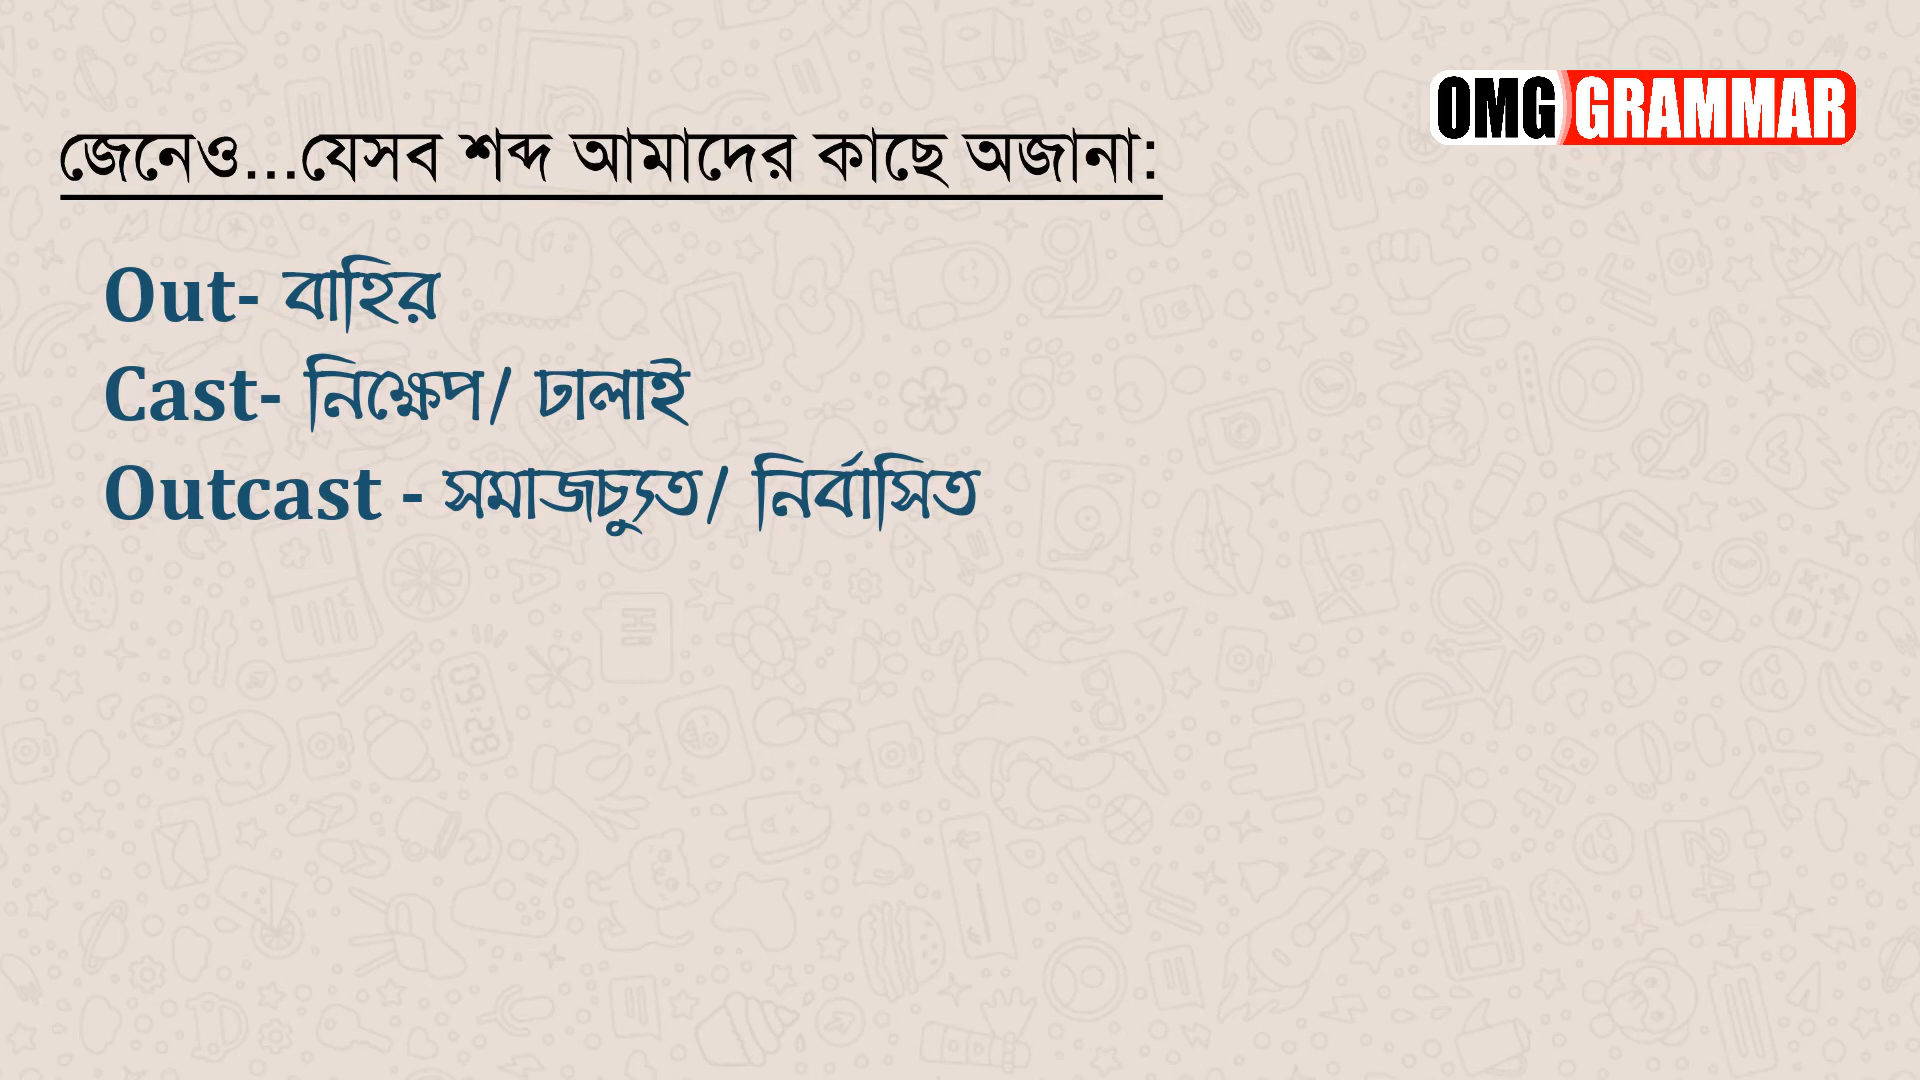 OMG GRAMMAR
জেনেও...যেসব শব্দ আমাদের কাছে অজানা:
Out- বাহির
Cast- নিক্ষেপ/ ঢালাই
Outcast - সমাজচ্যুত/ নির্বাসিত